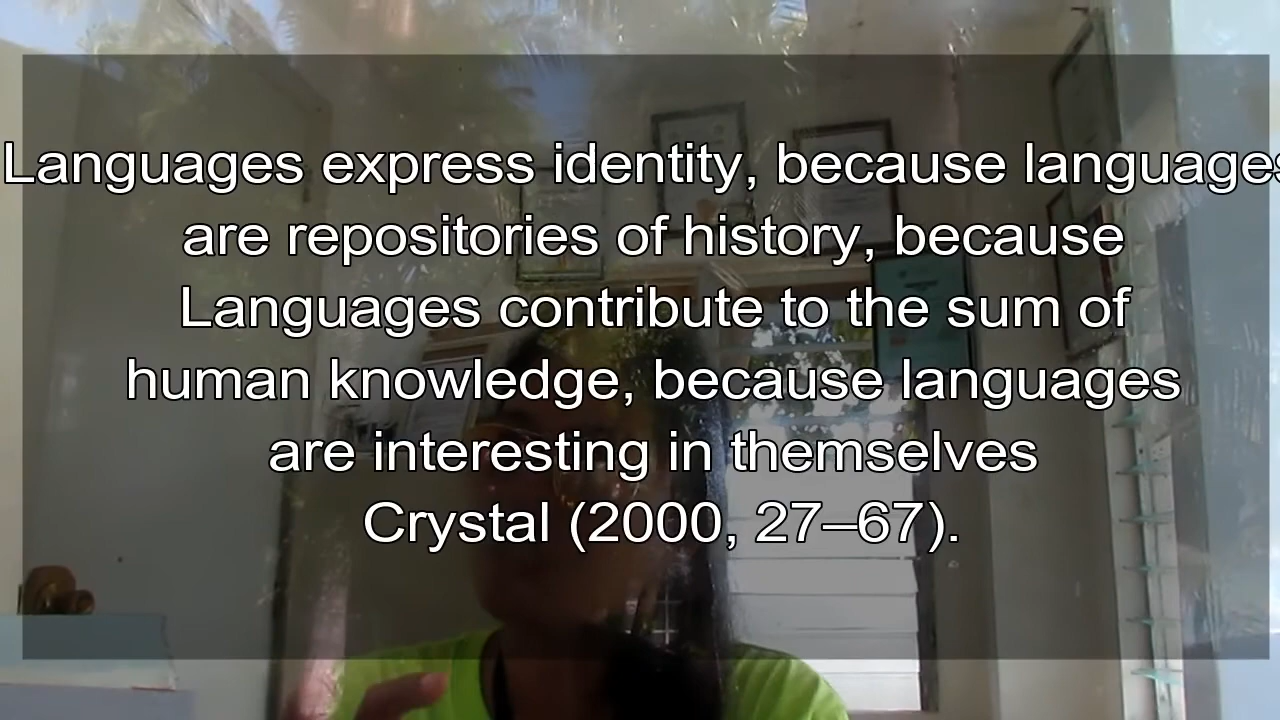 Languages express identity, because languages
are repositories of history, because
Languages contribute to the sum of
human knowledge, because languages
are interesting in themselves
Crystal (2000, 27–67).